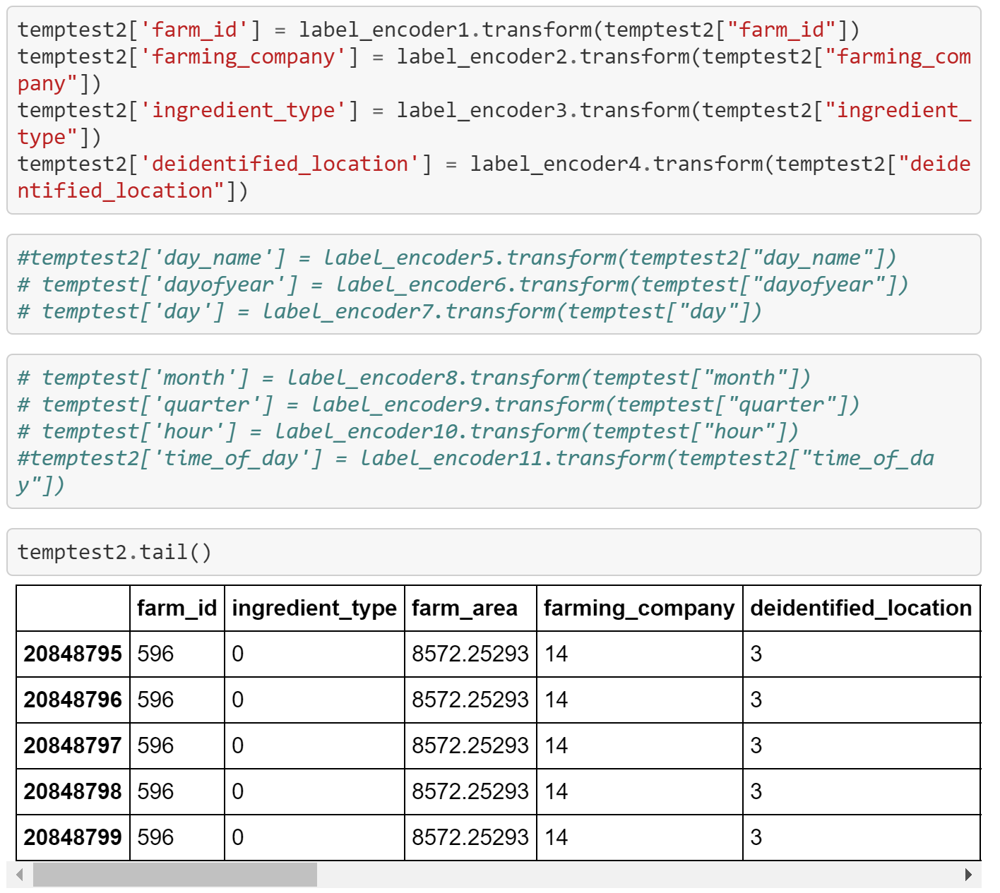 temptest2['farm_id'] = label_encoder1.transform(temptest2["farm_id"])
temptest2['farming_company'] = label_encoder2.transform(temptest2["farming_com
pany"])
temptest2['ingredient_type'] = label_encoder3.transform(temptest2["ingredient_
type"])
temptest2['deidentified_location'] = label_encoder4.transform(temptest2["deide
ntified_location"])
#temptest2['day_name'] = label_encoder5.transform(temptest2["day_name"])
# temptest['dayofyear'] = label_encoder6.transform(temptest["dayofyear"])
# temptest['day'] = label_encoder7.transform(temptest["day"])
# temptest['month'] = label_encoder8.transform(temptest["month"])
# temptest['quarter'] = label_encoder9.transform(temptest["quarter"])
# temptest['hour'] = label_encoder10.transform(temptest["hour"])
#temptest2['time_of_day'] = label_encoder11.transform(temptest2["time_of_da
y"])
temptest2.tail()
farm_id ingredient_type farm_area farming_company deidentified_location
20848795 596 0 8572.25293 14 3
20848796 596 0 8572.25293 14 3
20848797 596 0 8572.25293 14 3
20848798 596 0 8572.25293 14 3
20848799 596 0 8572.25293 14 3